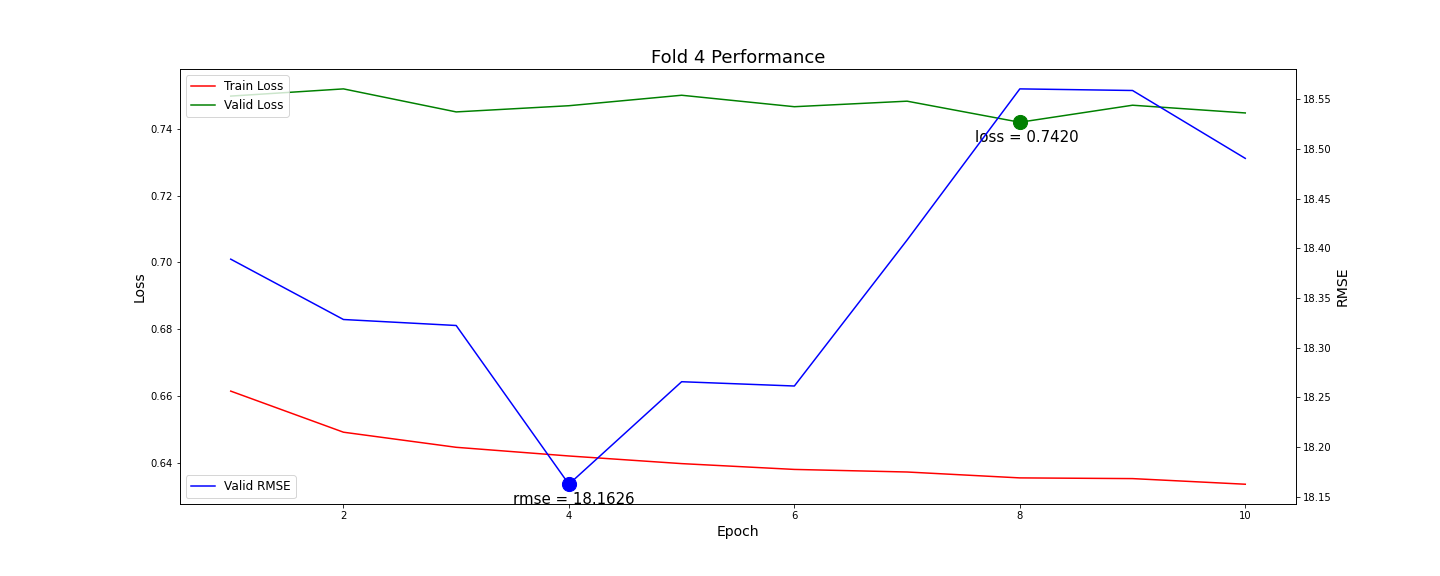 Fold 4 Performance
Train Loss
Valid Loss
Valid RMSE
loss = 0.7420
rmse = 18.1626
Loss
0.74
0.72
0.70
0.68
0.66
0.64
RMSE
18.55
18.50
18.45
18.40
18.35
18.30
18.25
18.20
18.15
2
4
6
8
10
Epoch